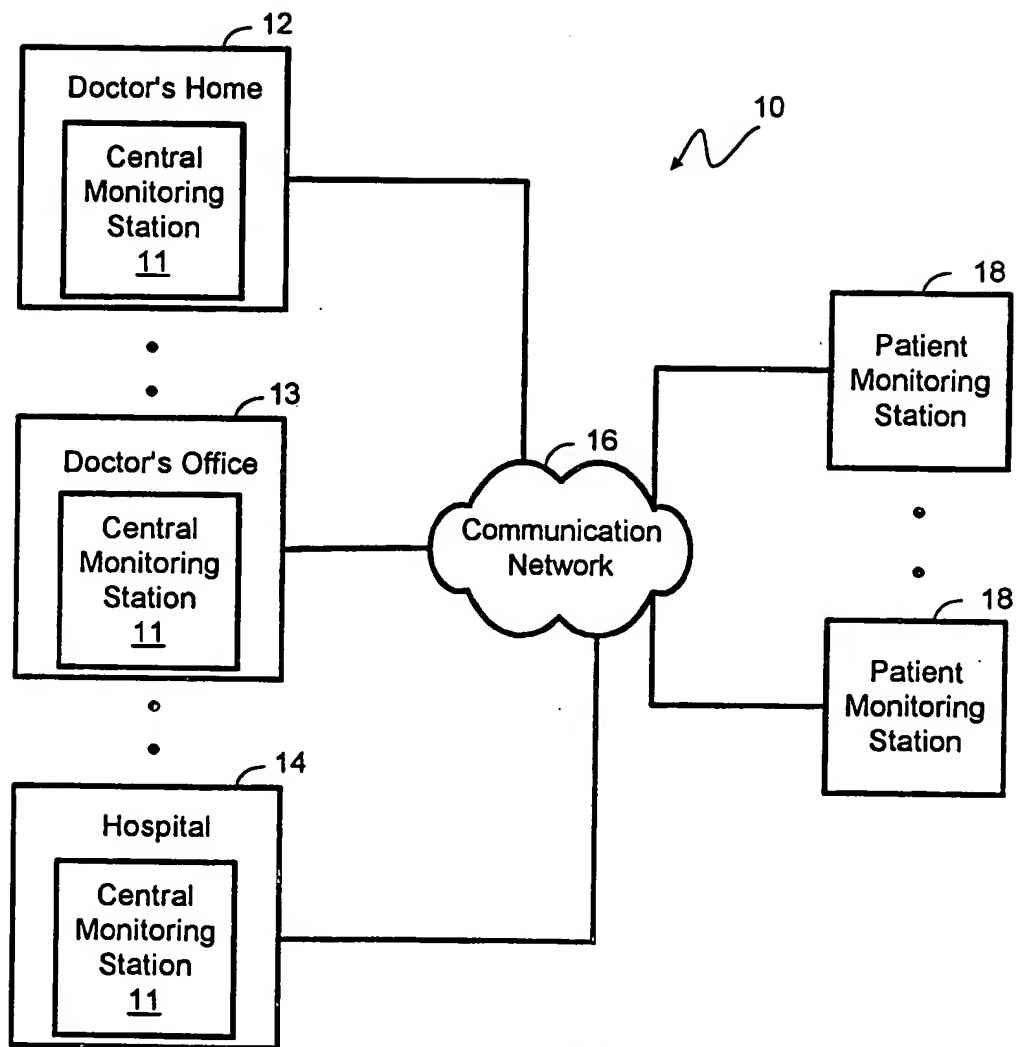 12
Doctor's Home
Central
Monitoring
Station
11
10
13
Doctor's Office
Central
Monitoring
Station
11
14
Hospital
Central
Monitoring
Station
11
16
Communication
Network
18
Patient
Monitoring
Station
18
Patient
Monitoring
Station